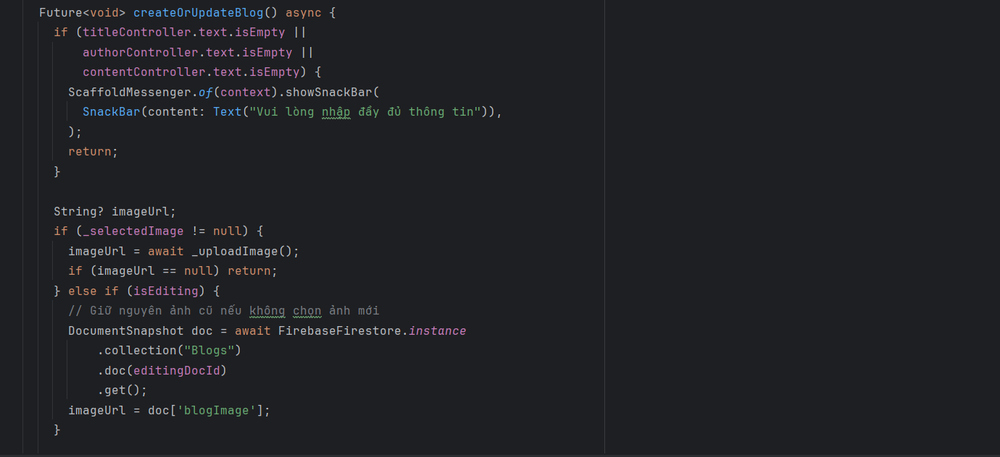 Future<void> createOrUpdateBlog() async {
if (titleController.text.isEmpty ||
authorController.text.isEmpty ||
contentController.text.isEmpty) {
ScaffoldMessenger.of(context).showSnackBar(
SnackBar(content: Text("Vui lòng nhập đầy đủ thông tin")),
);
return;
}
String? imageUrl;
if (_selectedImage != null) {
imageUrl = await _uploadImage();
if (imageUrl == null) return;
} else if (isEditing) {
// Giữ nguyên ảnh cũ nếu không chọn ảnh mới
DocumentSnapshot doc = await FirebaseFirestore.instance
.collection("Blogs")
.doc(editingDocId)
.get();
imageUrl = doc['blogImage'];
}